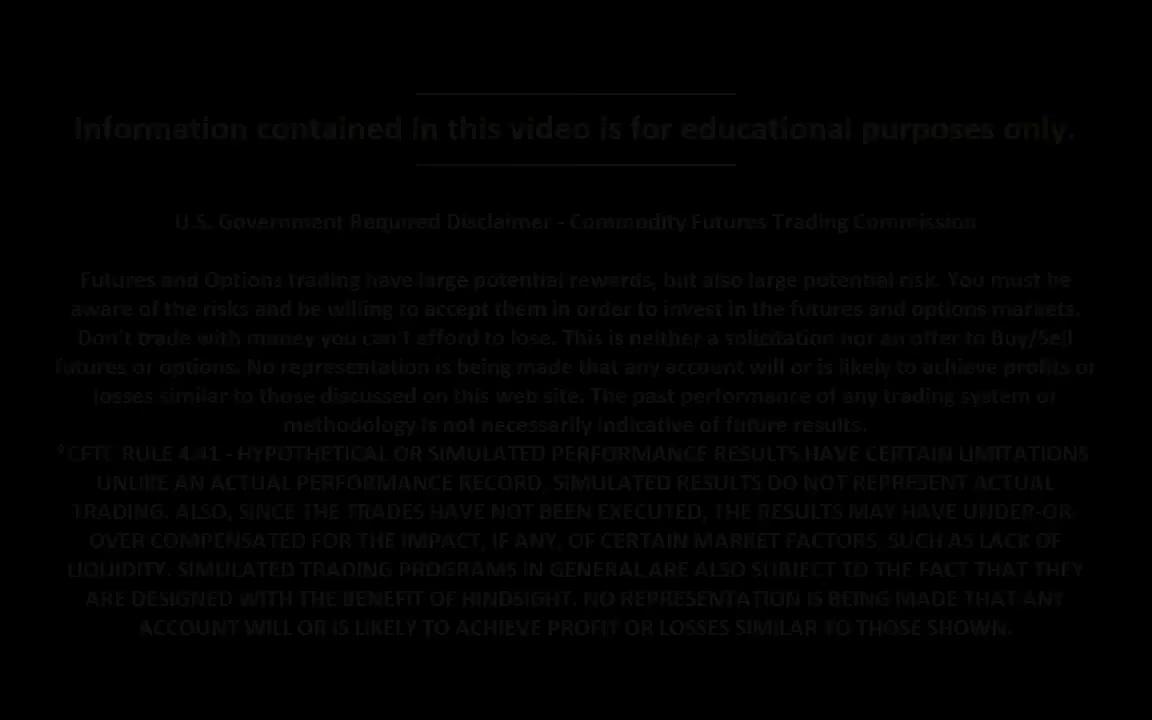 Information contained in this video is for educational purposes only.
U.S. Government Required Disclaimer - Commodity Futures Trading Commission
Futures and Options trading have large potential rewards, but also large potential risk. You must be
aware of the risks and be willing to accept them in order to invest in the futures and options markets.
Don't trade with money you can't afford to lose. This is neither a solicitation nor an offer to Buy/Sell
futures or options. No representation is being made that any account will or is likely to achieve profits or
losses similar to those discussed on this web site. The past performance of any trading system or
methodology is not necessarily indicative of future results.
*CFTC RULE 4.41 - HYPOTHETICAL OR SIMULATED PERFORMANCE RESULTS HAVE CERTAIN LIMITATIONS
UNLIKE AN ACTUAL PERFORMANCE RECORD, SIMULATED RESULTS DO NOT REPRESENT ACTUAL
TRADING. ALSO, SINCE THE TRADES HAVE NOT BEEN EXECUTED, THE RESULTS MAY HAVE UNDER-OR-
OVER COMPENSATED FOR THE IMPACT, IF ANY, OF CERTAIN MARKET FACTORS, SUCH AS LACK OF
LIQUIDITY. SIMULATED TRADING PROGRAMS IN GENERAL ARE ALSO SUBJECT TO THE FACT THAT THEY
ARE DESIGNED WITH THE BENEFIT OF HINDSIGHT. NO REPRESENTATION IS BEING MADE THAT ANY
ACCOUNT WILL OR IS LIKELY TO ACHIEVE PROFIT OR LOSSES SIMILAR TO THOSE SHOWN.